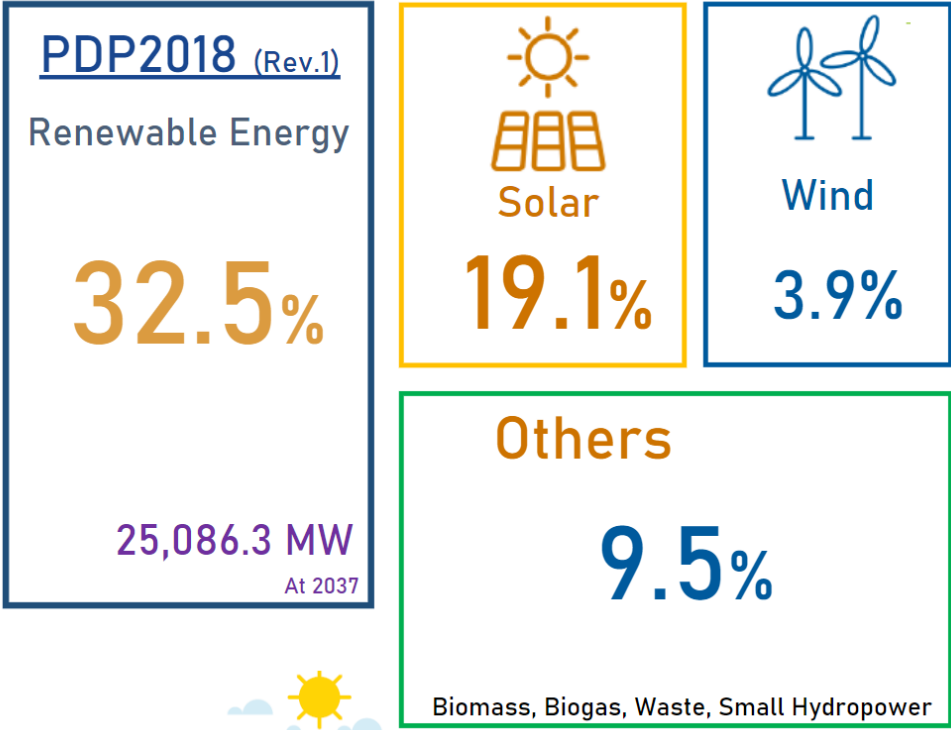 PDP2018 (Rev.1)
Renewable Energy
32.5%
25,086.3 MW
At 2037
Solar
19.1%
Wind
3.9%
Others
9.5%
Biomass, Biogas, Waste, Small Hydropower